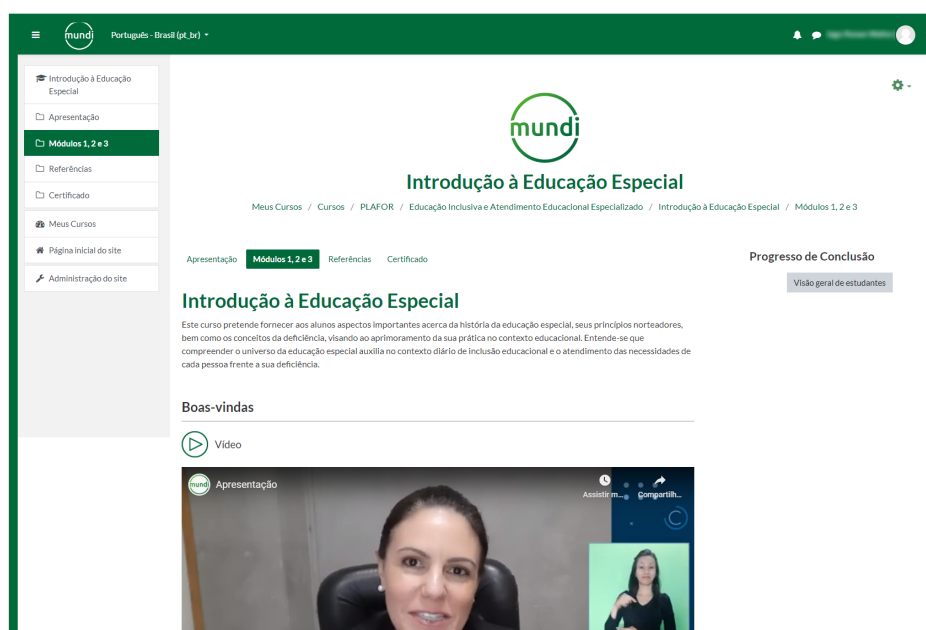 mundi
Português - Brasil (pt_br)
Introdução à Educação
Especial
Apresentação
Módulos 1, 2 e 3
Referências
Certificado
Meus Cursos
Página inicial do site
Administração do site
mundi
Introdução à Educação Especial
Meus Cursos / Cursos / PLAFOR / Educação Inclusiva e Atendimento Educacional Especializado / Introdução à Educação Especial / Módulos 1, 2 e 3
Apresentação Módulos 1, 2 e 3 Referências Certificado
Progresso de Conclusão
Visão geral de estudantes
Introdução à Educação Especial
Este curso pretende fornecer aos alunos aspectos importantes acerca da história da educação especial, seus princípios norteadores,
bem como os conceitos da deficiência, visando ao aprimoramento da sua prática no contexto educacional. Entende-se que
compreender o universo da educação especial auxilia no contexto diário de inclusão educacional e o atendimento das necessidades de
cada pessoa frente a sua deficiência.
Boas-vindas
Vídeo
mundi Apresentação
Assistir m... Compartilh...